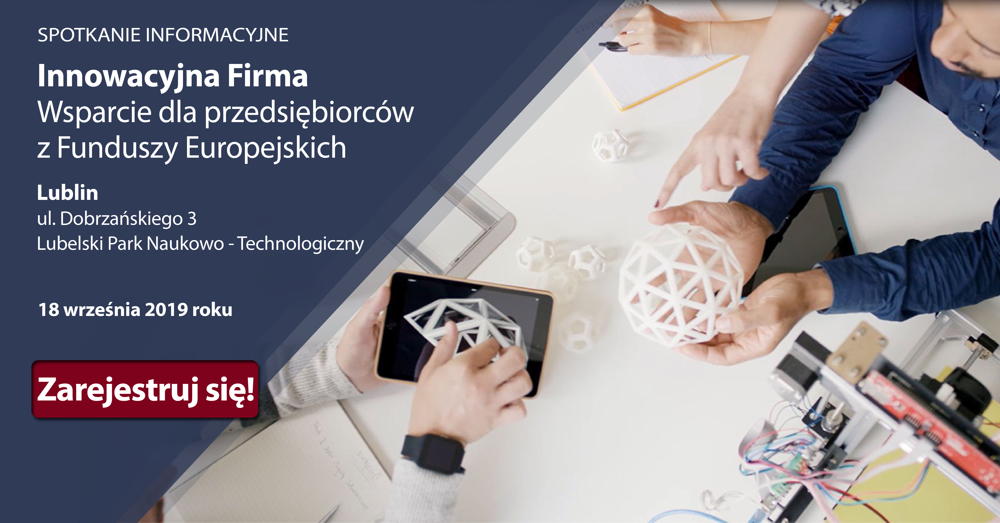 SPOTKANIE INFORMACYJNE
Innowacyjna Firma
Wsparcie dla przedsiębiorców
z Funduszy Europejskich
Lublin
ul. Dobrzańskiego 3
Lubelski Park Naukowo - Technologiczny
18 września 2019 roku
Zarejestruj się!